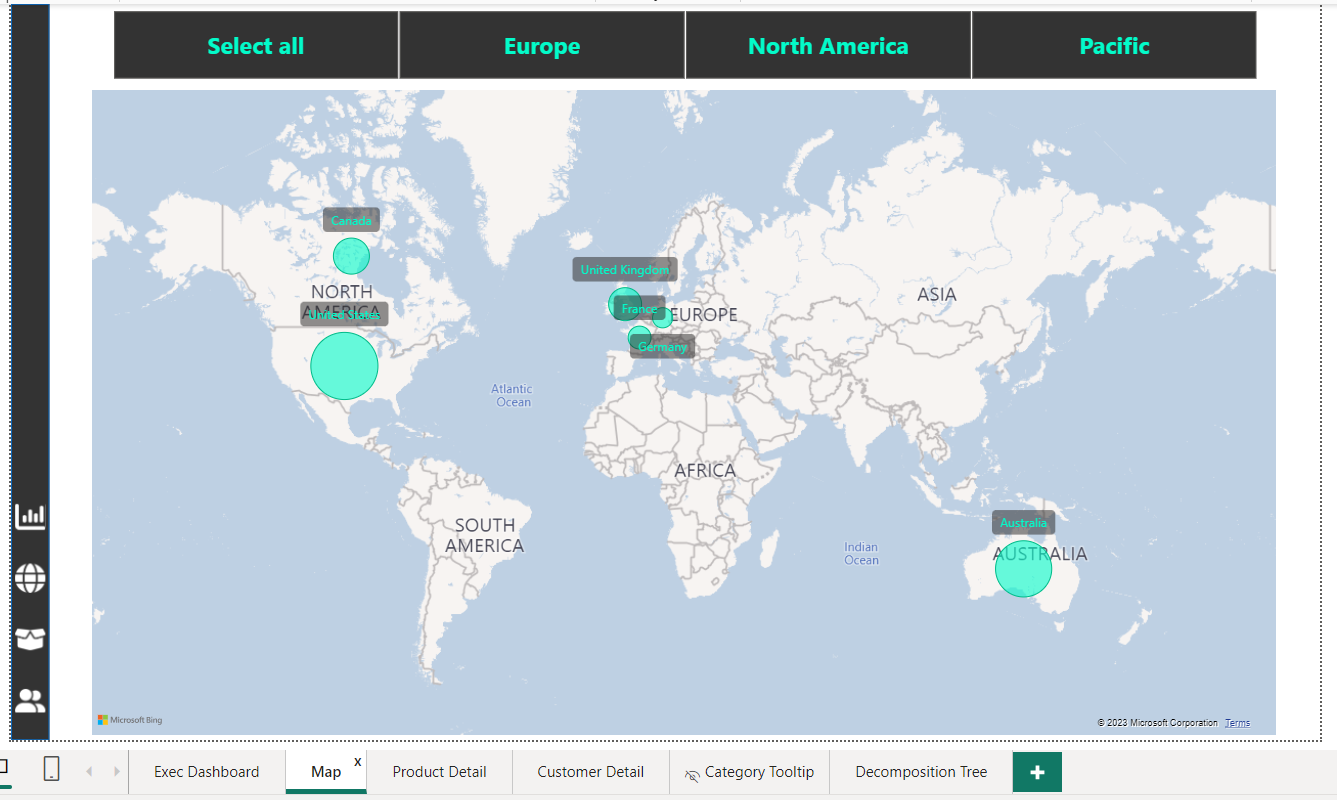 Select all
Europe
North America
Pacific
Canada
United Kingdom
NORTH
AMERICA
United States
France
EUROPE
ASIA
Germany
Atlantic
Ocean
AFRICA
SOUTH
AMERICA
Australia
AUSTRALIA
Indian
Ocean
Microsoft Bing
© 2023 Microsoft Corporation Terms
Exec Dashboard
Map
x
Product Detail
Customer Detail
Category Tooltip
Decomposition Tree
+